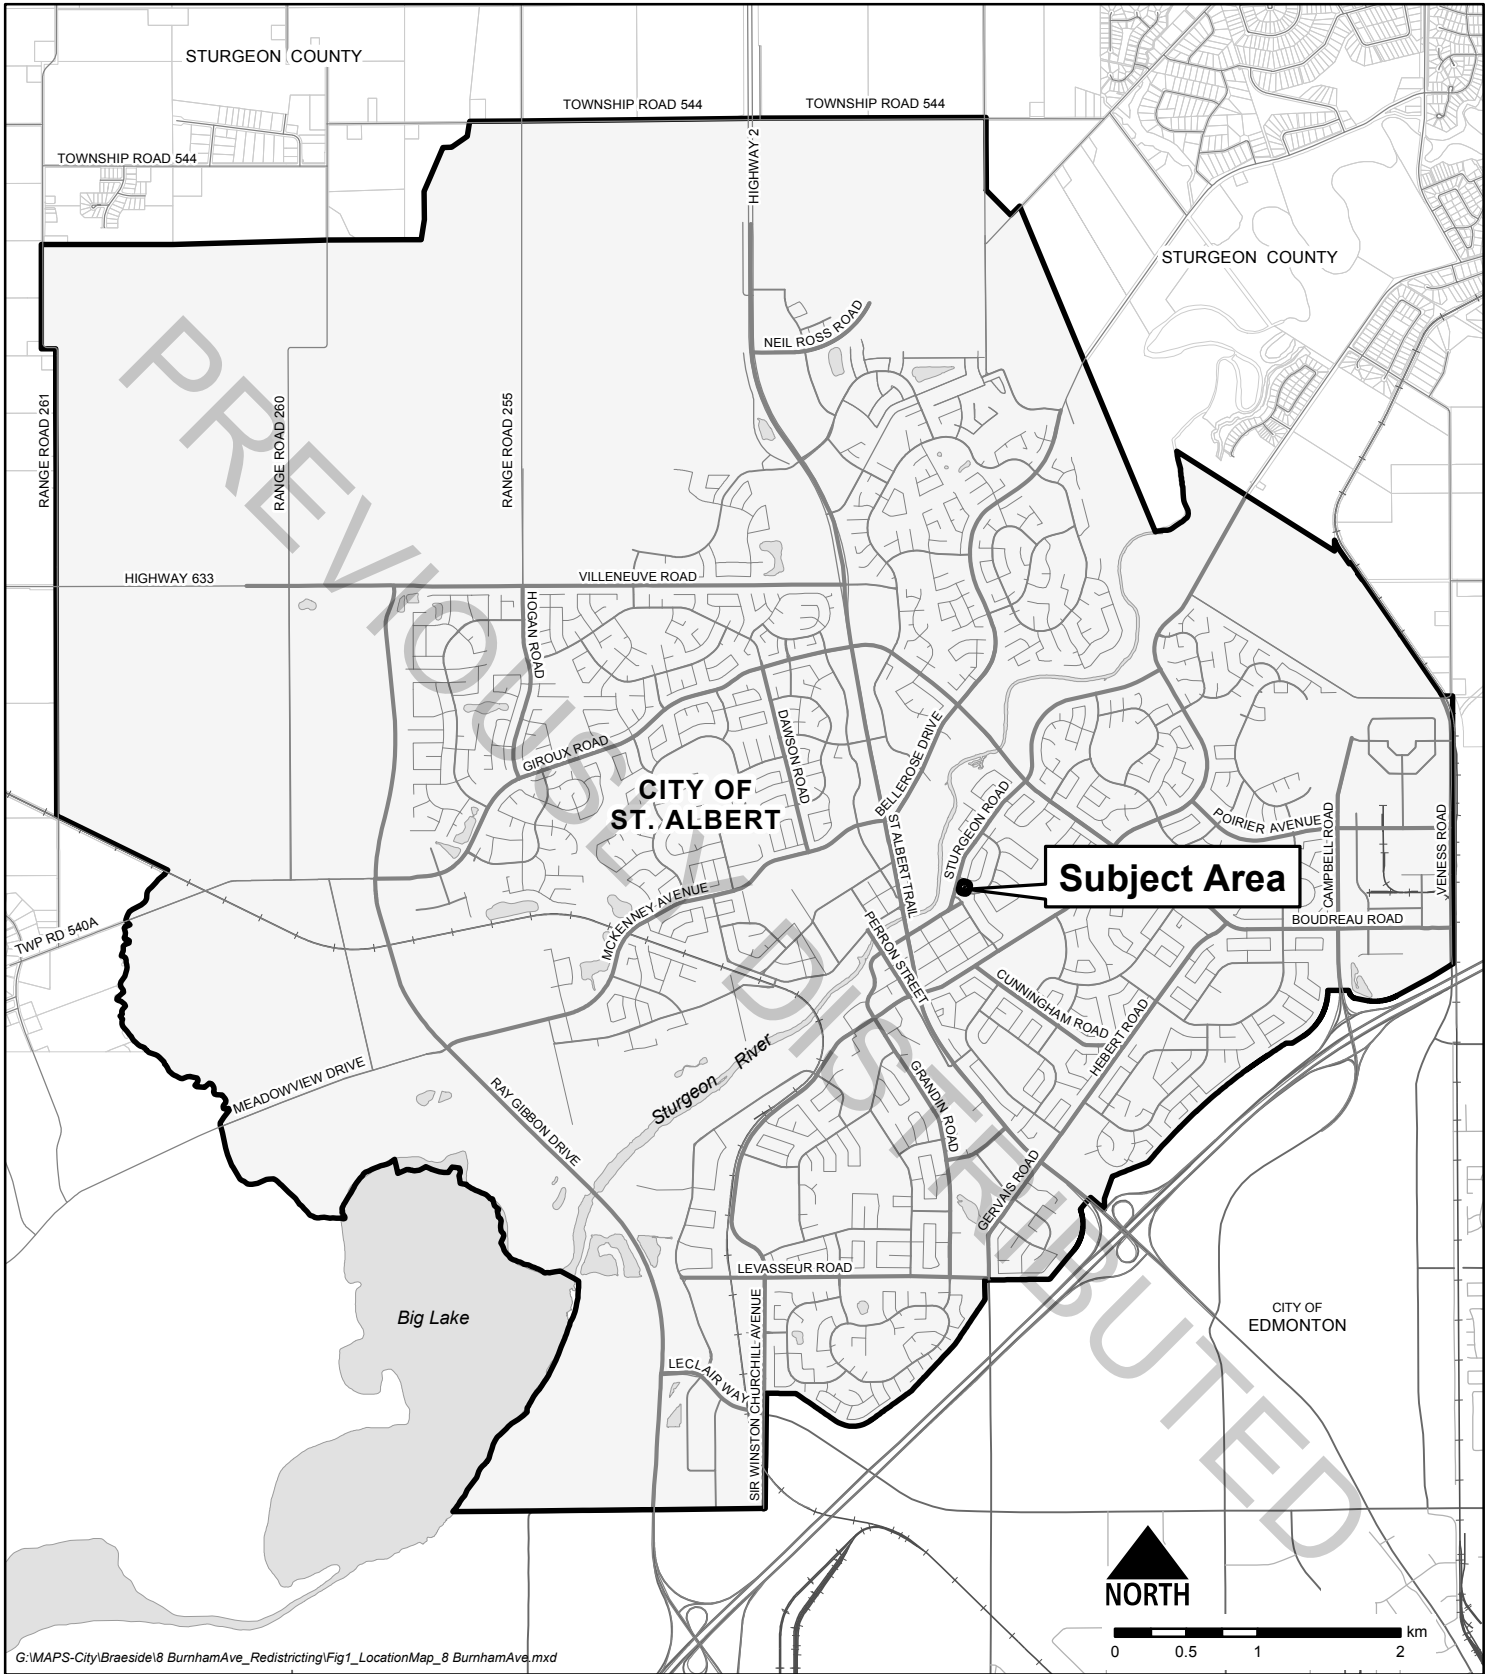 STURGEON COUNTY
TOWNSHIP ROAD 544
TOWNSHIP ROAD 544
HIGHWAY 2
TOWNSHIP ROAD 544
STURGEON COUNTY
NEIL ROSS ROAD
RANGE ROAD 261
RANGE ROAD 260
RANGE ROAD 255
PREVIOUSLY DISTRIBUTED
HIGHWAY 633
VILLENEUVE ROAD
HOGAN ROAD
GIROUX ROAD
DAWSON ROAD
BELLEROSE DRIVE
CITY OF
ST. ALBERT
STURGEON ROAD
ST ALBERT TRAIL
POIRIER AVENUE
CAMPBELL ROAD
VENESS ROAD
Subject Area
MCKENNEY AVENUE
BOUDREAU ROAD
TWP RD 540A
PERRON STREET
CUNNINGHAM ROAD
HEBERT ROAD
Sturgeon River
MEADOWVIEW DRIVE
RAY GIBBON DRIVE
GRANDIN ROAD
GERVAIS ROAD
LEVASSEUR ROAD
Big Lake
SIR WINSTON CHURCHILL AVENUE
LECLAIR WAY
CITY OF
EDMONTON
NORTH
km
0 0.5 1 2
G:\MAPS-City\Braeside\8 BurnhamAve_Redistricting\Fig1_LocationMap_8 BurnhamAve.mxd